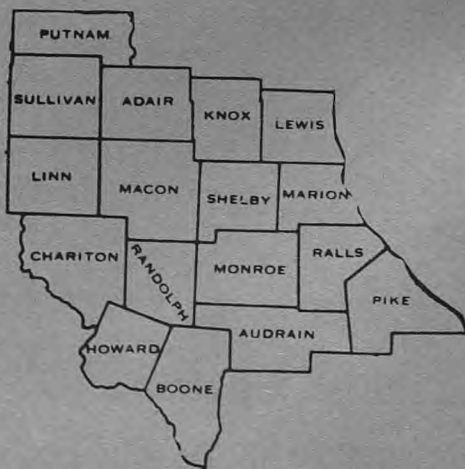 PUTNAM
SULLIVAN
ADAIR
KNOX
LEWIS
LINN
MACON
SHELBY
MARION
CHARITON
RANDOLPH
MONROE
RALLS
PIKE
HOWARD
AUDRAIN
BOONE